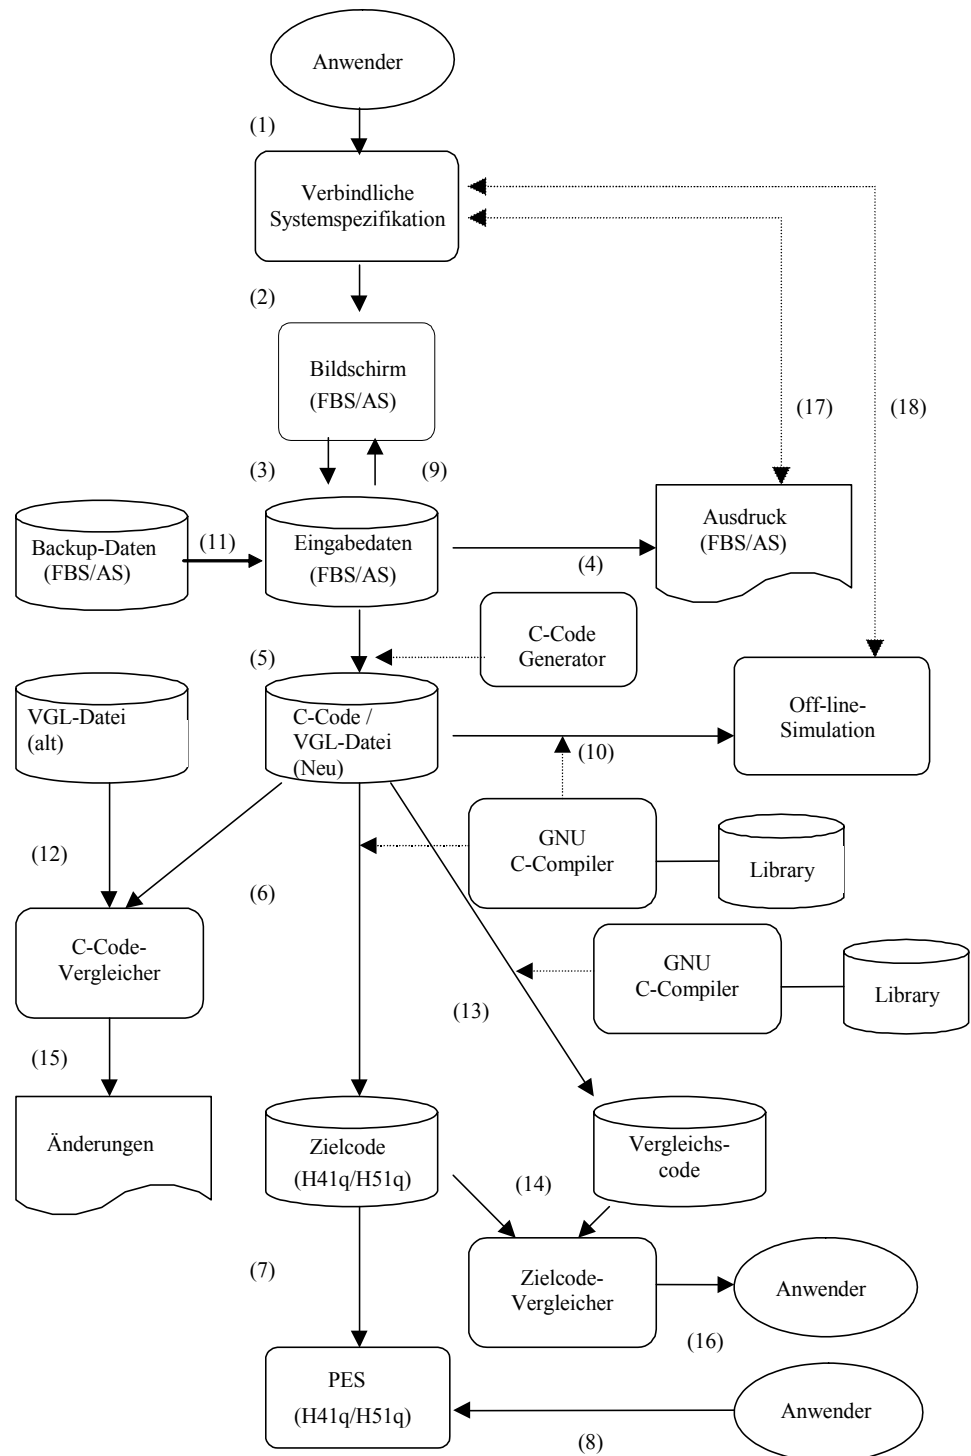 Anwender
(1)
Verbindliche
Systemspezifikation
(2)
Bildschirm
(FBS/AS)
(17)
(18)
(3)
(9)
Backup-Daten
(FBS/AS)
(11)
Eingabedaten
(FBS/AS)
(4)
Ausdruck
(FBS/AS)
C-Code
Generator
(5)
VGL-Datei
(alt)
C-Code /
VGL-Datei
(Neu)
(10)
Off-line-
Simulation
GNU
C-Compiler
Library
(12)
(6)
C-Code-
Vergleicher
GNU
C-Compiler
Library
(13)
(15)
Änderungen
Zielcode
(H41q/H51q)
Vergleichs-
code
(14)
(7)
Zielcode-
Vergleicher
Anwender
(16)
PES
(H41q/H51q)
Anwender
(8)